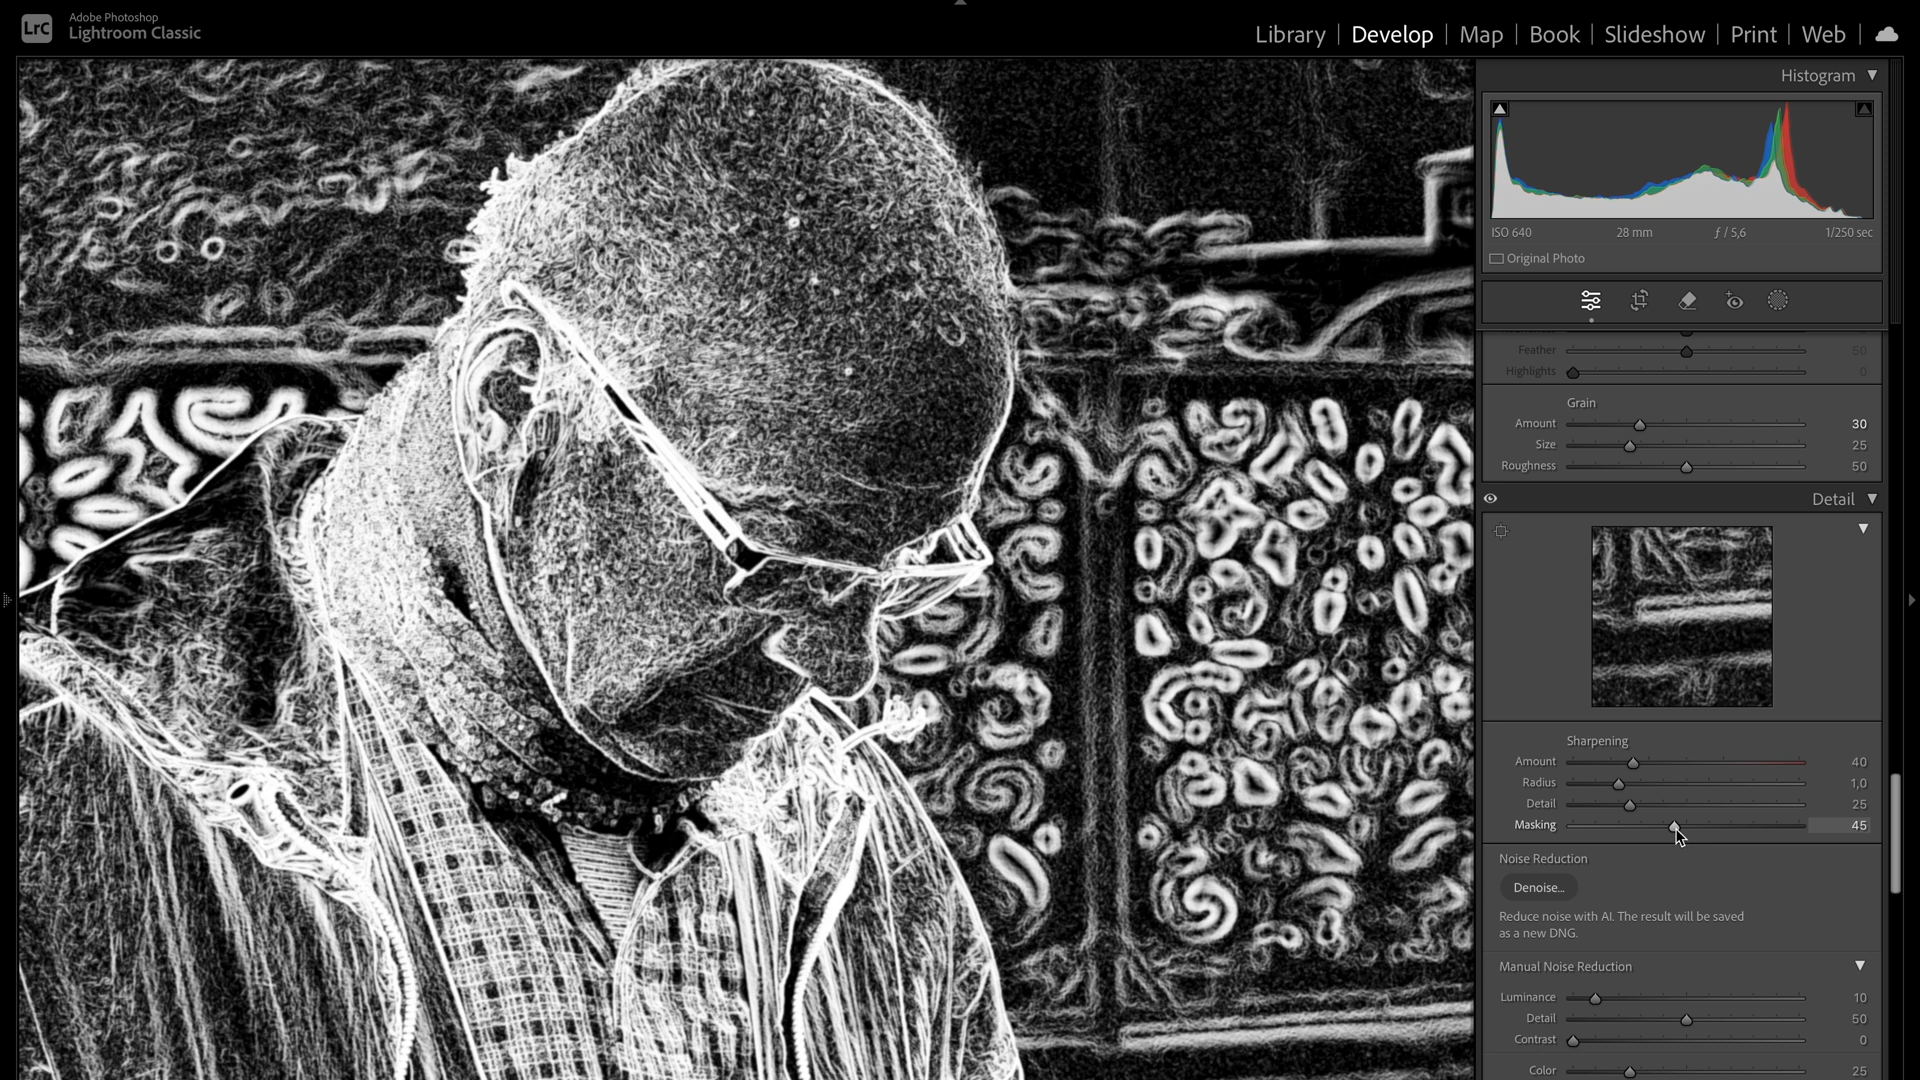 LrC
Adobe Photoshop
Lightroom Classic
Library | Develop | Map | Book | Slideshow | Print | Web
Histogram
ISO 640 28 mm ƒ / 5,6 1/250 sec
Original Photo
Feather 50
Highlights 0
Grain
Amount 30
Size 25
Roughness 50
Detail
Sharpening
Amount 40
Radius 1,0
Detail 25
Masking 45
Noise Reduction
Denoise...
Reduce noise with AI. The result will be saved
as a new DNG.
Manual Noise Reduction
Luminance 10
Detail 50
Contrast 0
Color 25